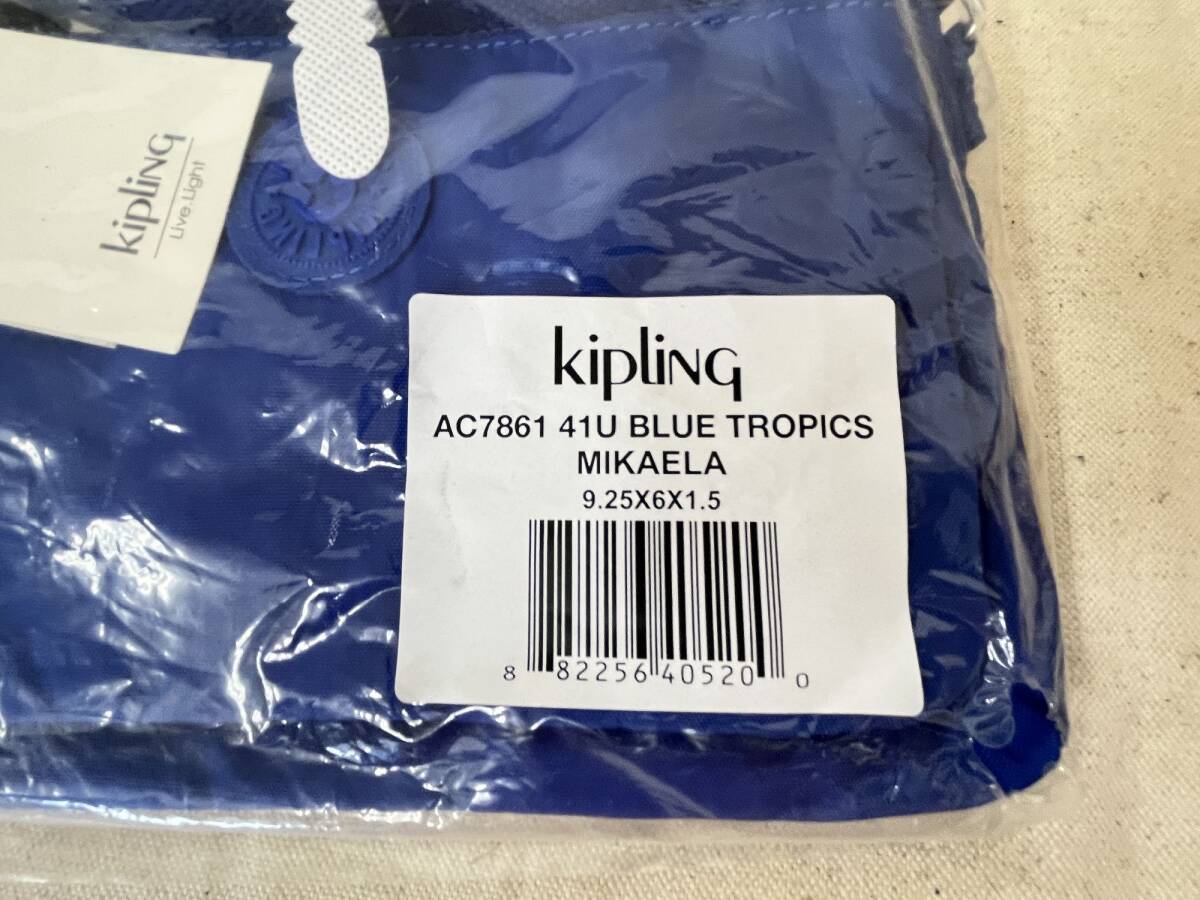 kipling
Live.Light
kipling
AC7861 41U BLUE TROPICS
MIKAELA
9.25X6X1.5
8 82256 40520 0